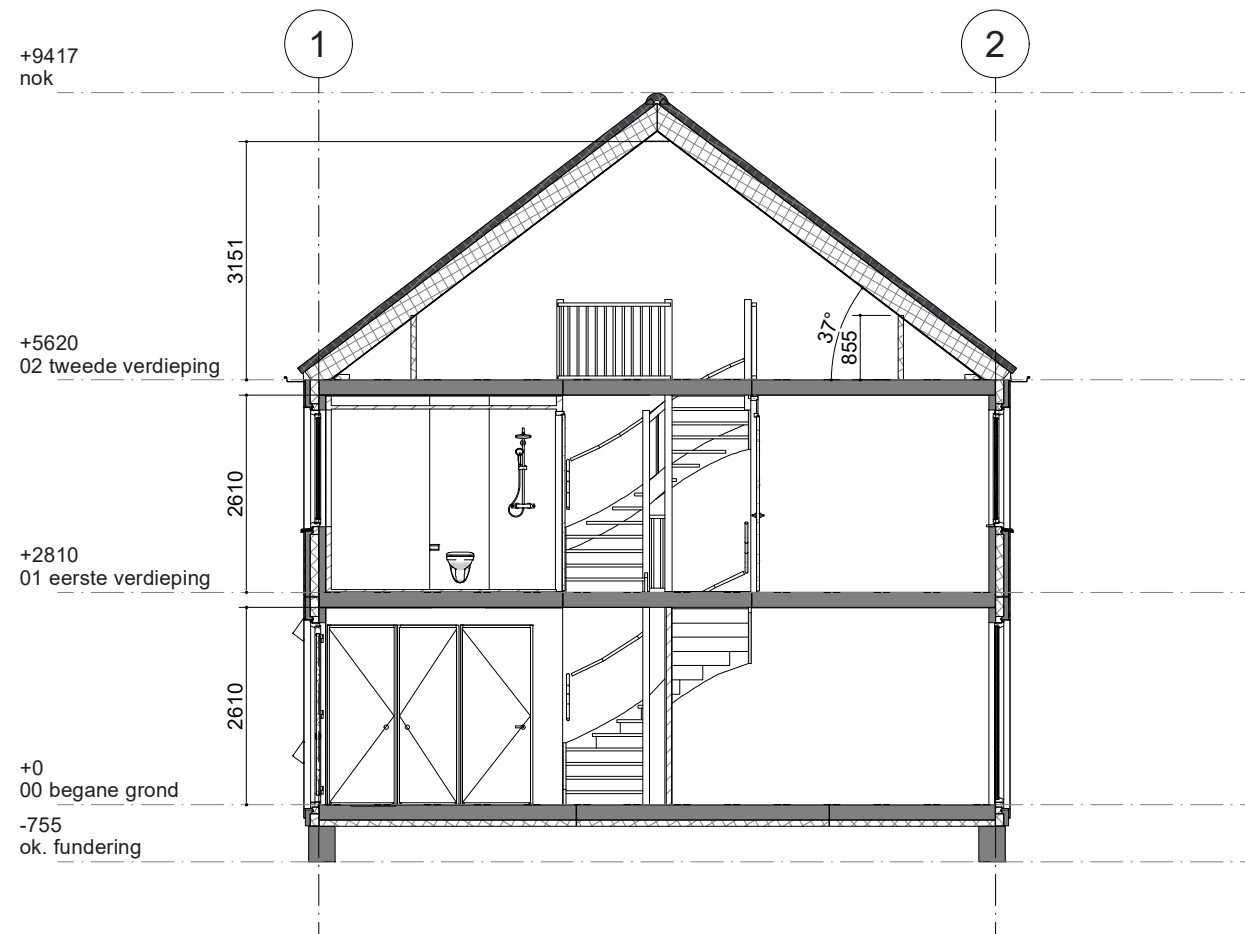 1
2
+9417
nok
3151
+5620
02 tweede verdieping
37°
855
2610
+2810
01 eerste verdieping
2610
+0
00 begane grond
-755
ok. fundering